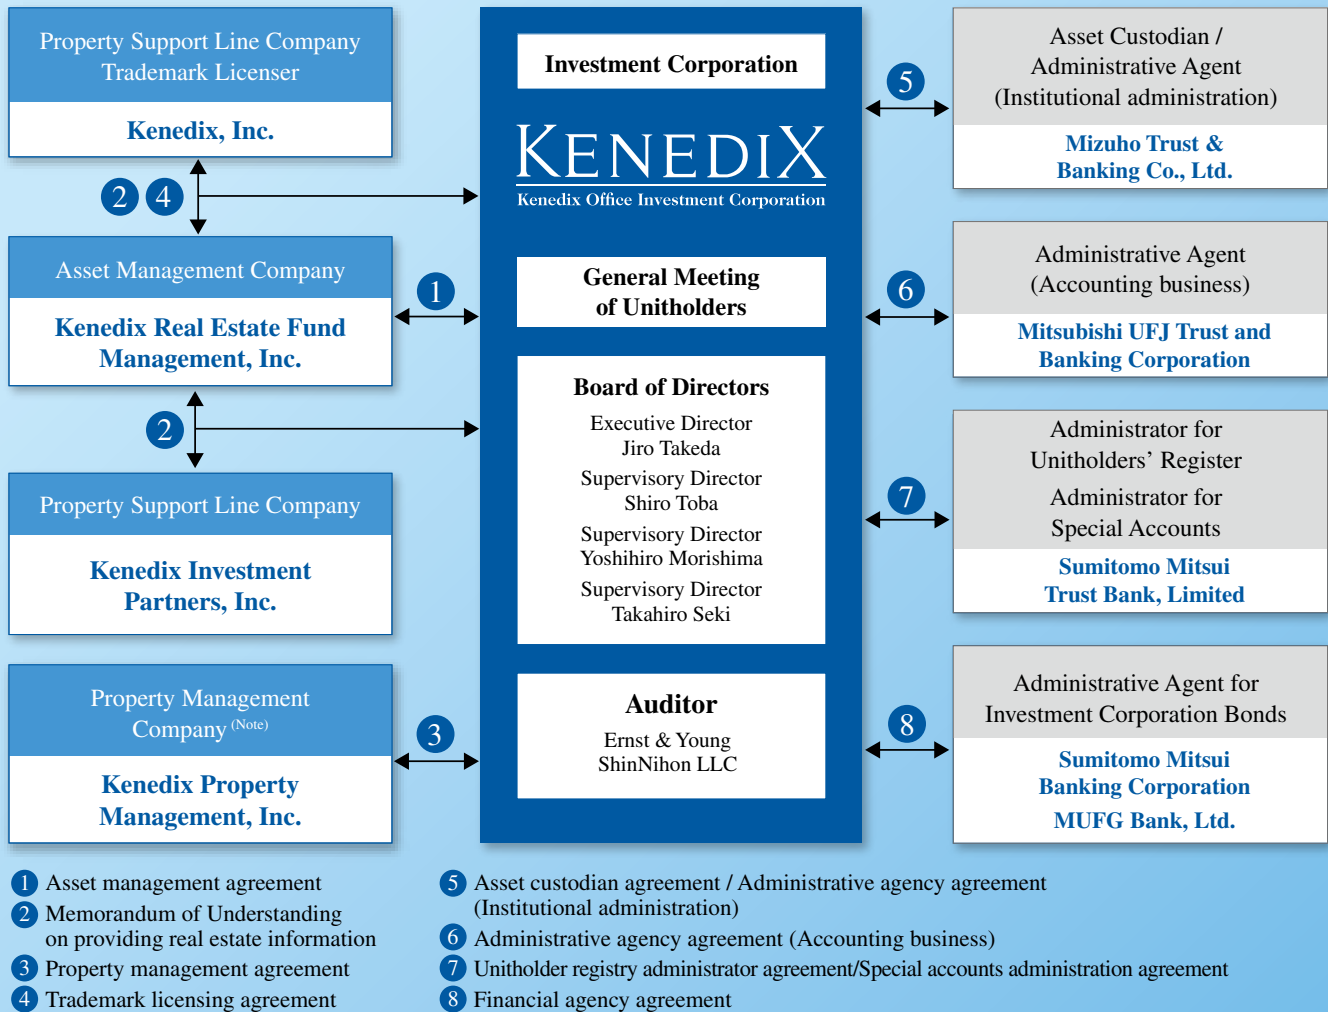 Property Support Line Company
Trademark Licenser
Kenedix, Inc.
2 4
Asset Management Company
Kenedix Real Estate Fund
Management, Inc.
1
2
Property Support Line Company
Kenedix Investment
Partners, Inc.
Property Management
Company (Note)
Kenedix Property
Management, Inc.
3
Investment Corporation
KENEDIX
Kenedix Office Investment Corporation
General Meeting
of Unitholders
Board of Directors
Executive Director
Jiro Takeda
Supervisory Director
Shiro Toba
Supervisory Director
Yoshihiro Morishima
Supervisory Director
Takahiro Seki
Auditor
Ernst & Young
ShinNihon LLC
5
Asset Custodian /
Administrative Agent
(Institutional administration)
Mizuho Trust &
Banking Co., Ltd.
6
Administrative Agent
(Accounting business)
Mitsubishi UFJ Trust and
Banking Corporation
7
Administrator for
Unitholders’ Register
Administrator for
Special Accounts
Sumitomo Mitsui
Trust Bank, Limited
8
Administrative Agent for
Investment Corporation Bonds
Sumitomo Mitsui
Banking Corporation
MUFG Bank, Ltd.
1 Asset management agreement
2 Memorandum of Understanding
on providing real estate information
3 Property management agreement
4 Trademark licensing agreement
5 Asset custodian agreement / Administrative agency agreement
(Institutional administration)
6 Administrative agency agreement (Accounting business)
7 Unitholder registry administrator agreement/Special accounts administration agreement
8 Financial agency agreement